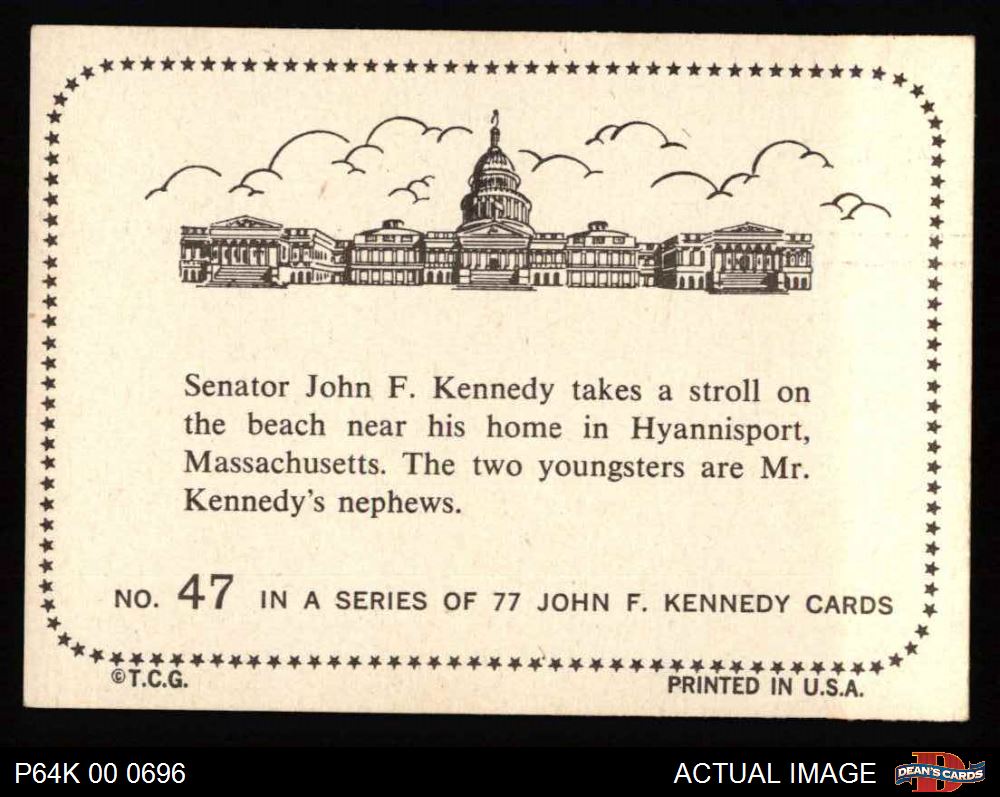 Senator John F. Kennedy takes a stroll on
the beach near his home in Hyannisport,
Massachusetts. The two youngsters are Mr.
Kennedy's nephews.
NO. 47 IN A SERIES OF 77 JOHN F. KENNEDY CARDS
©T.C.G.
PRINTED IN U.S.A.
P64K 00 0696
ACTUAL IMAGE
D
DEAN'S CARDS